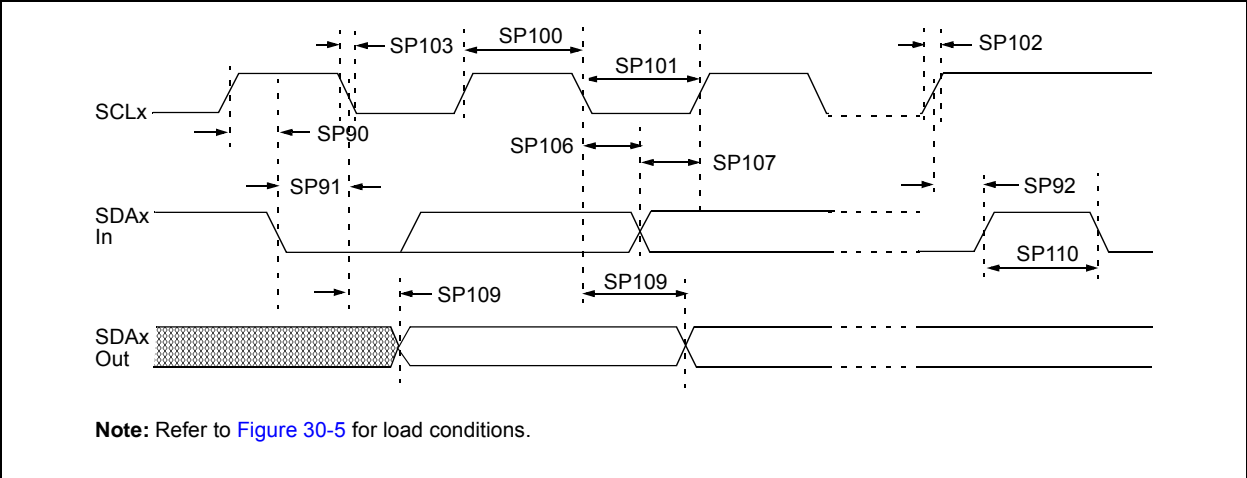 SP103
SP100
SP102
SP101
SCLx
SP90
SP106
SP107
SP91
SP92
SDAx
In
SP110
SP109
SP109
SDAx
Out
Note: Refer to Figure 30-5 for load conditions.